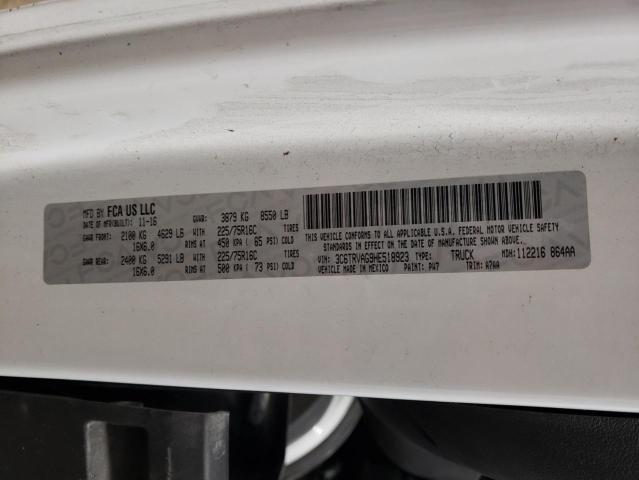 MFD BY FCA US LLC
DATE OF MFR(BUILT): 11-16 GVWR: 3879 KG 8550 LB
GAWR FRONT: 2100 KG 4629 LB WITH 225/75R16C TIRES
16X6.0 RIMS AT 450 KPA ( 65 PSI) COLD
GAWR REAR: 2400 KG 5291 LB WITH 225/75R16C TIRES
16X6.0 RIMS AT 500 KPA ( 73 PSI) COLD
THIS VEHICLE CONFORMS TO ALL APPLICABLE U.S.A. FEDERAL MOTOR VEHICLE SAFETY
STANDARDS IN EFFECT ON THE DATE OF MANUFACTURE SHOWN ABOVE.
VIN: 3C6TRVAG9HE518923 TYPE: TRUCK MDH: 112216 864AA
VEHICLE MADE IN MEXICO PAINT: PW7 TRIM: A7AA